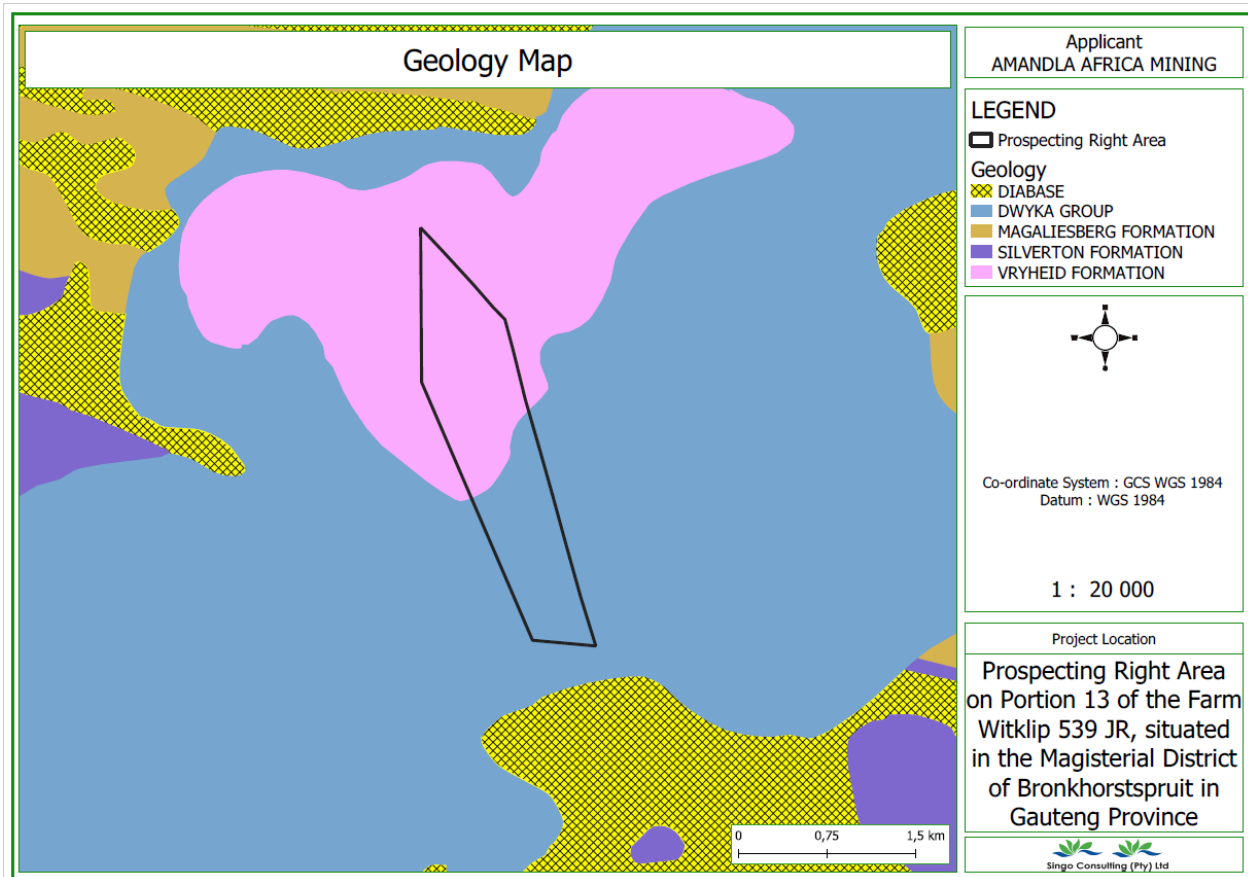 Geology Map
Applicant
AMANDLA AFRICA MINING
LEGEND
Prospecting Right Area
Geology
DIABASE
DWYKA GROUP
MAGALIESBERG FORMATION
SILVERTON FORMATION
VRYHEID FORMATION
Co-ordinate System : GCS WGS 1984
Datum : WGS 1984
1 : 20 000
Project Location
Prospecting Right Area
on Portion 13 of the Farm
Witklip 539 JR, situated
in the Magisterial District
of Bronkhorstspruit in
Gauteng Province
0 0,75 1,5 km
Singo Consulting (Pty) Ltd